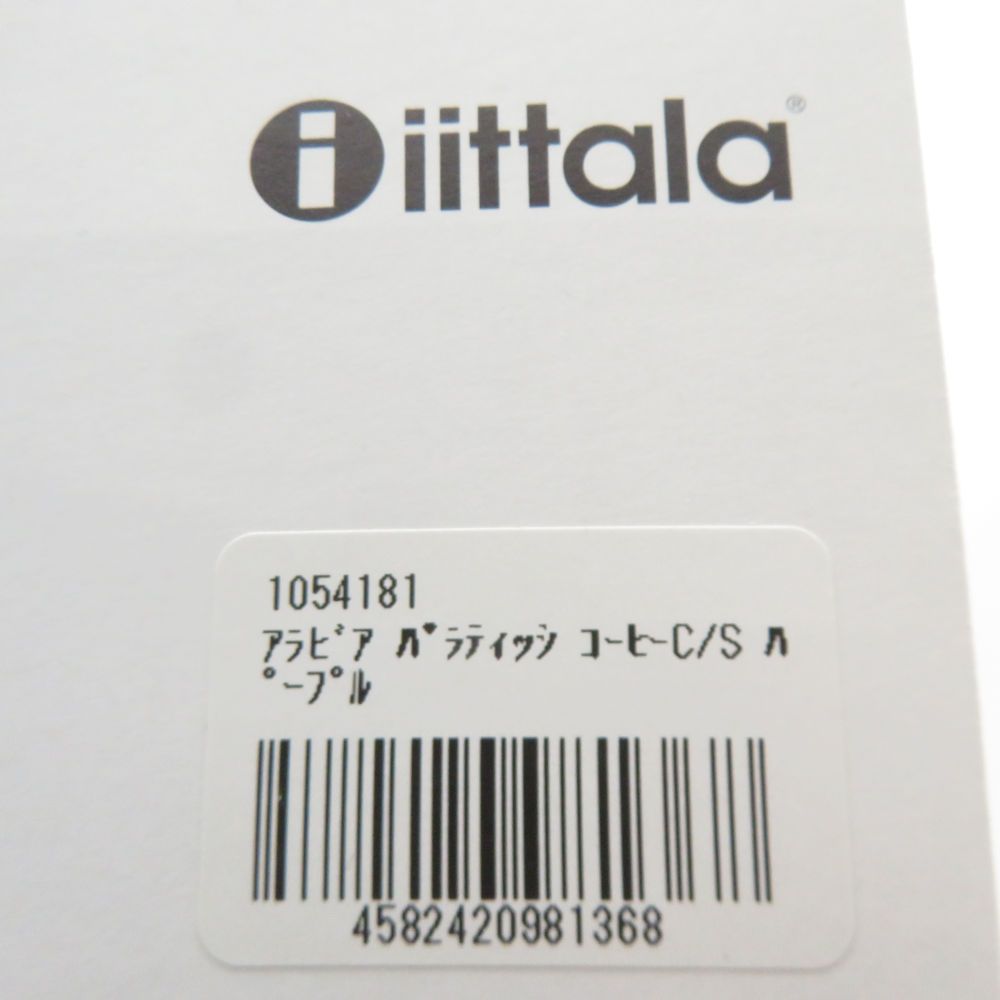 iittala®
1054181
ｱﾗﾋﾞｱ ﾊﾟﾗﾃｨｯｼ ｺｰﾋｰC/S ﾊ
ﾟｰﾌﾟﾙ
4582420981368